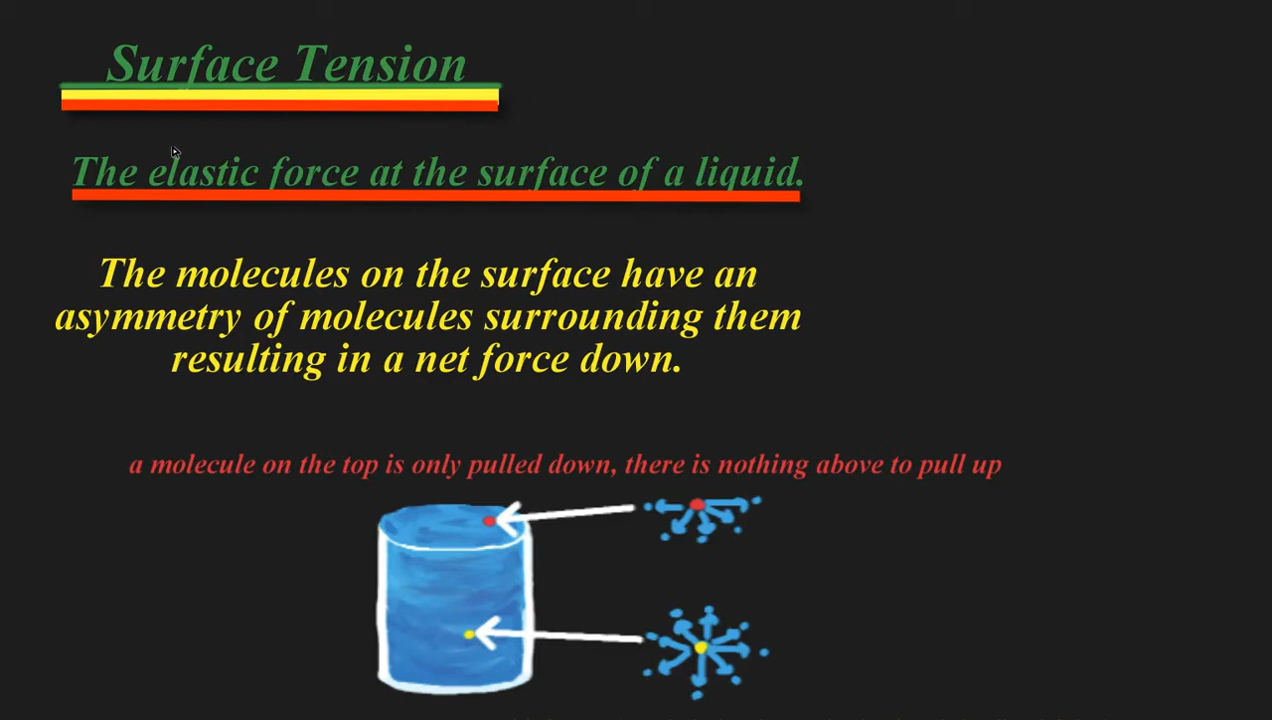 Surface Tension
The elastic force at the surface of a liquid.
The molecules on the surface have an
asymmetry of molecules surrounding them
resulting in a net force down.
a molecule on the top is only pulled down, there is nothing above to pull up